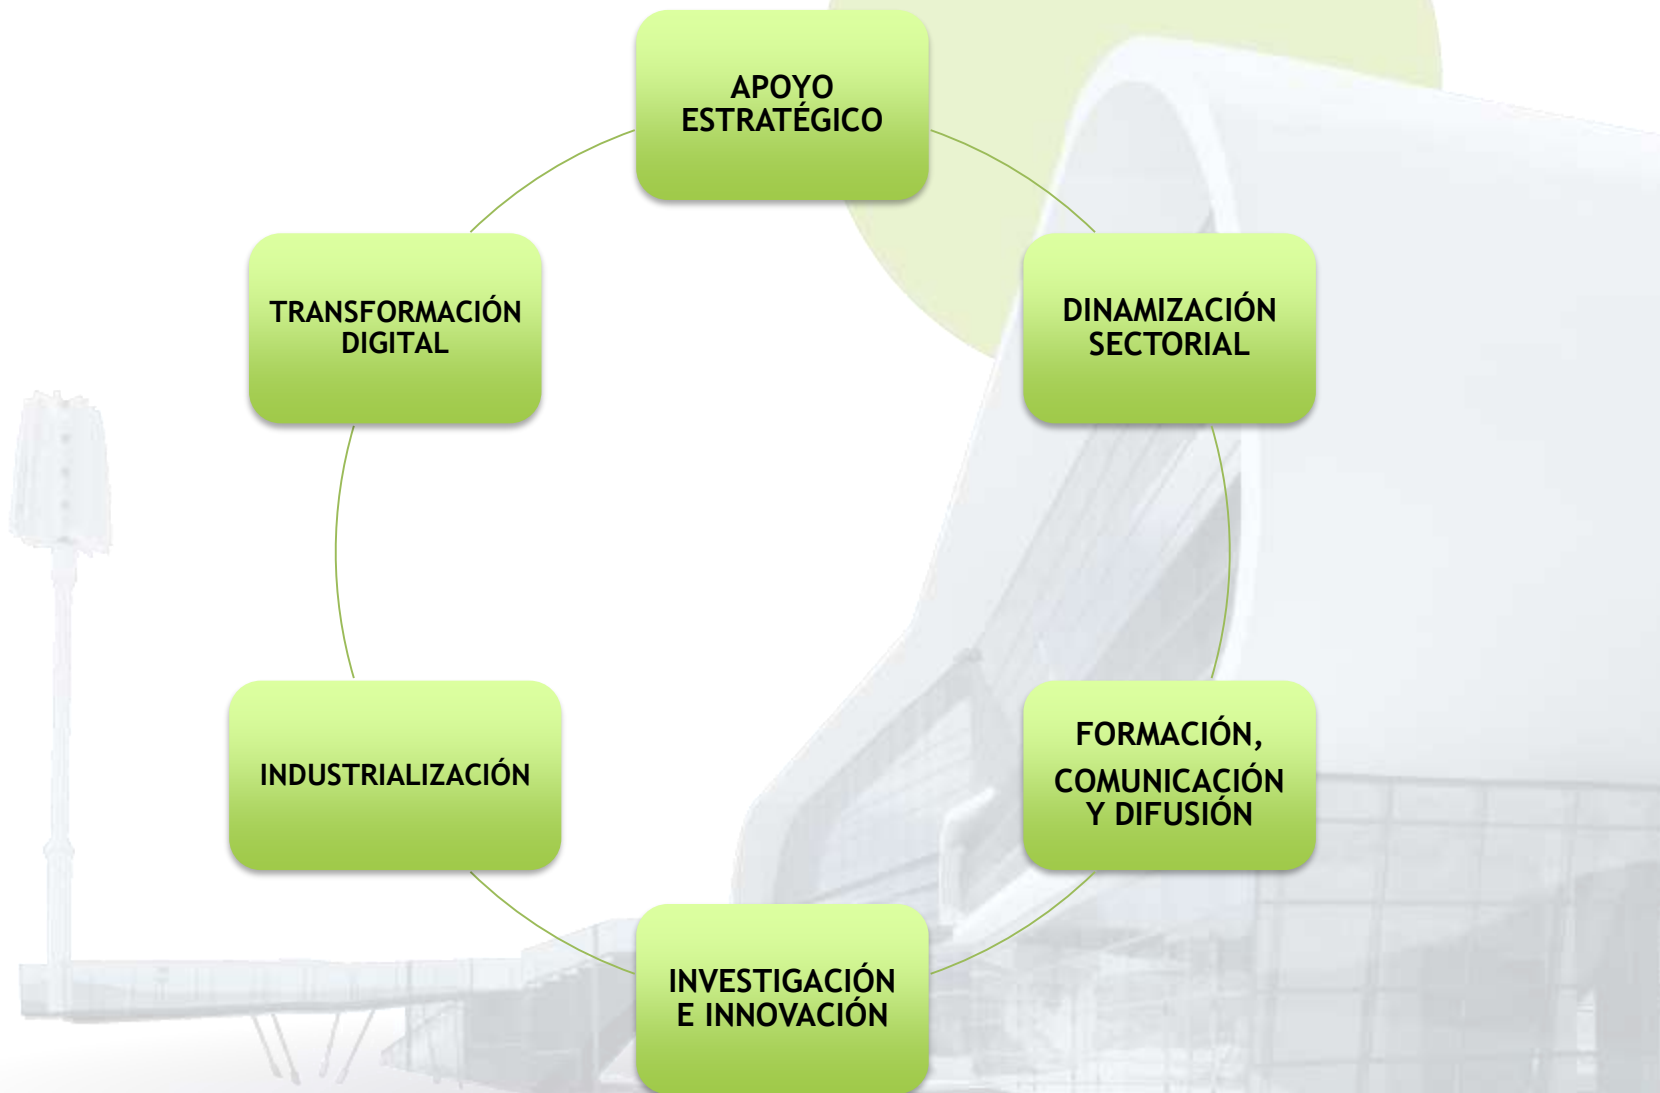 APOYO
ESTRATÉGICO
DINAMIZACIÓN
SECTORIAL
FORMACIÓN,
COMUNICACIÓN
Y DIFUSIÓN
INVESTIGACIÓN
E INNOVACIÓN
INDUSTRIALIZACIÓN
TRANSFORMACIÓN
DIGITAL